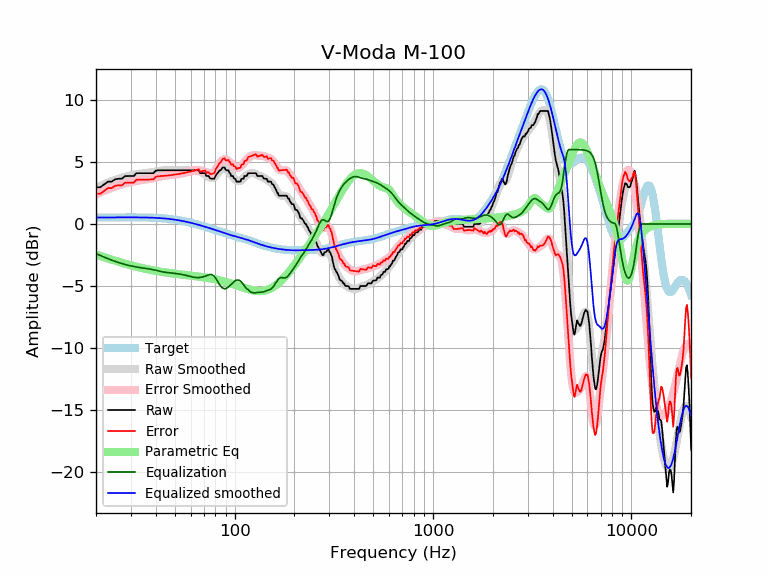 V-Moda M-100
Amplitude (dBr)
10
5
0
−5
−10
−15
−20
Target
Raw Smoothed
Error Smoothed
Raw
Error
Parametric Eq
Equalization
Equalized smoothed
100
1000
10000
Frequency (Hz)